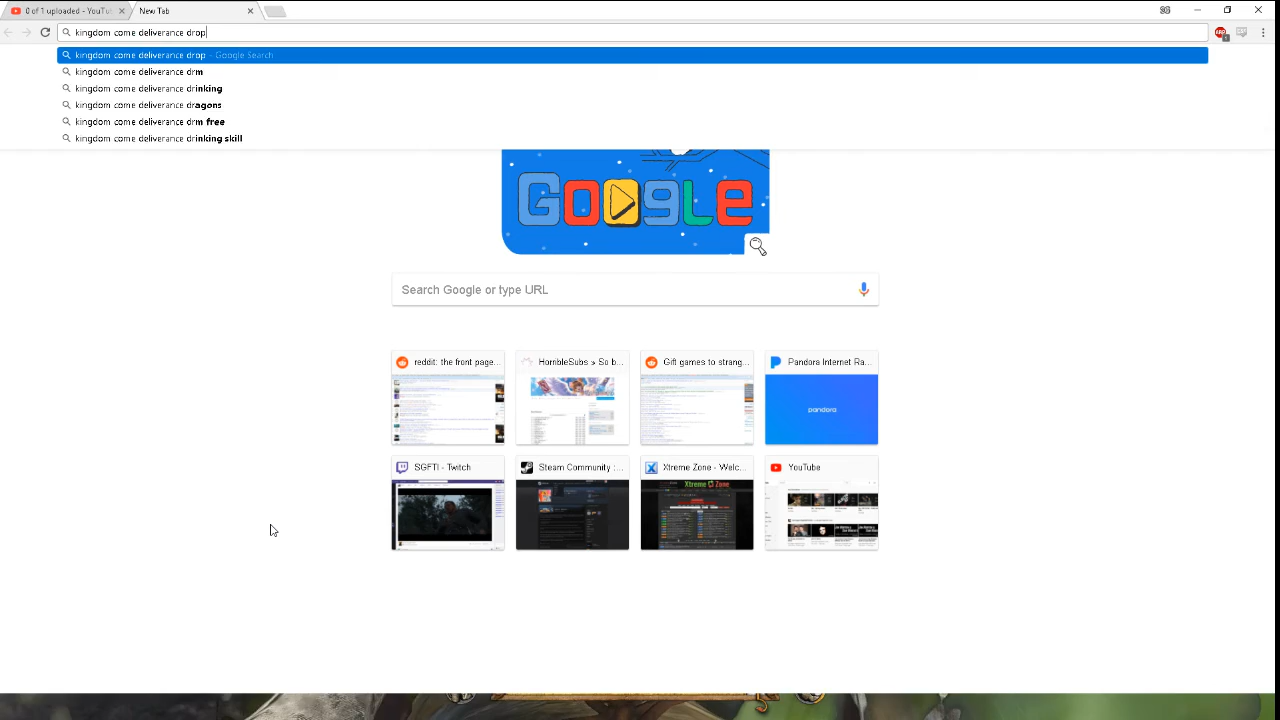 0 of 1 uploaded - YouTu
New Tab
kingdom come deliverance drop
kingdom come deliverance drop - Google Search
kingdom come deliverance drm
kingdom come deliverance drinking
kingdom come deliverance dragons
kingdom come deliverance drm free
kingdom come deliverance drinking skill
Google
Search Google or type URL
reddit: the front page...
HorribleSubs » So b...
Gift games to strang...
Pandora Internet Ra...
pandora
SGFTI - Twitch
Steam Community :...
Xtreme Zone - Welc...
YouTube